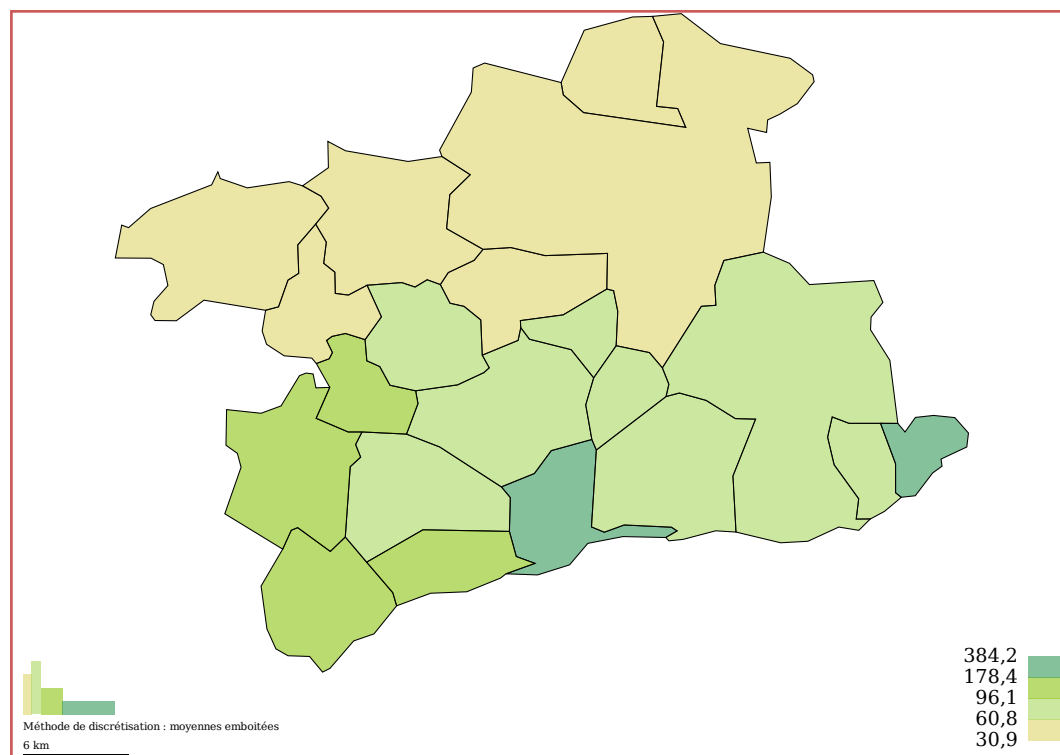 384,2
178,4
96,1
60,8
30,9
Méthode de discrétisation : moyennes emboitées
6 km